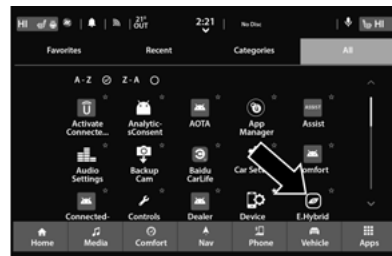 HI
21°
OUT
2:21
No Disc
HI
Favorites
Recent
Categories
All
A - Z
Z - A
Activate
Connecte...
Analytic-
sConsent
AOTA
App
Manager
ASSIST
Assist
Audio
Settings
Backup
Cam
Baidu
CarLife
Car Set
omfort
Connected-
Controls
Dealer
Device
E.Hybrid
Home
Media
Comfort
Nav
Phone
Vehicle
Apps